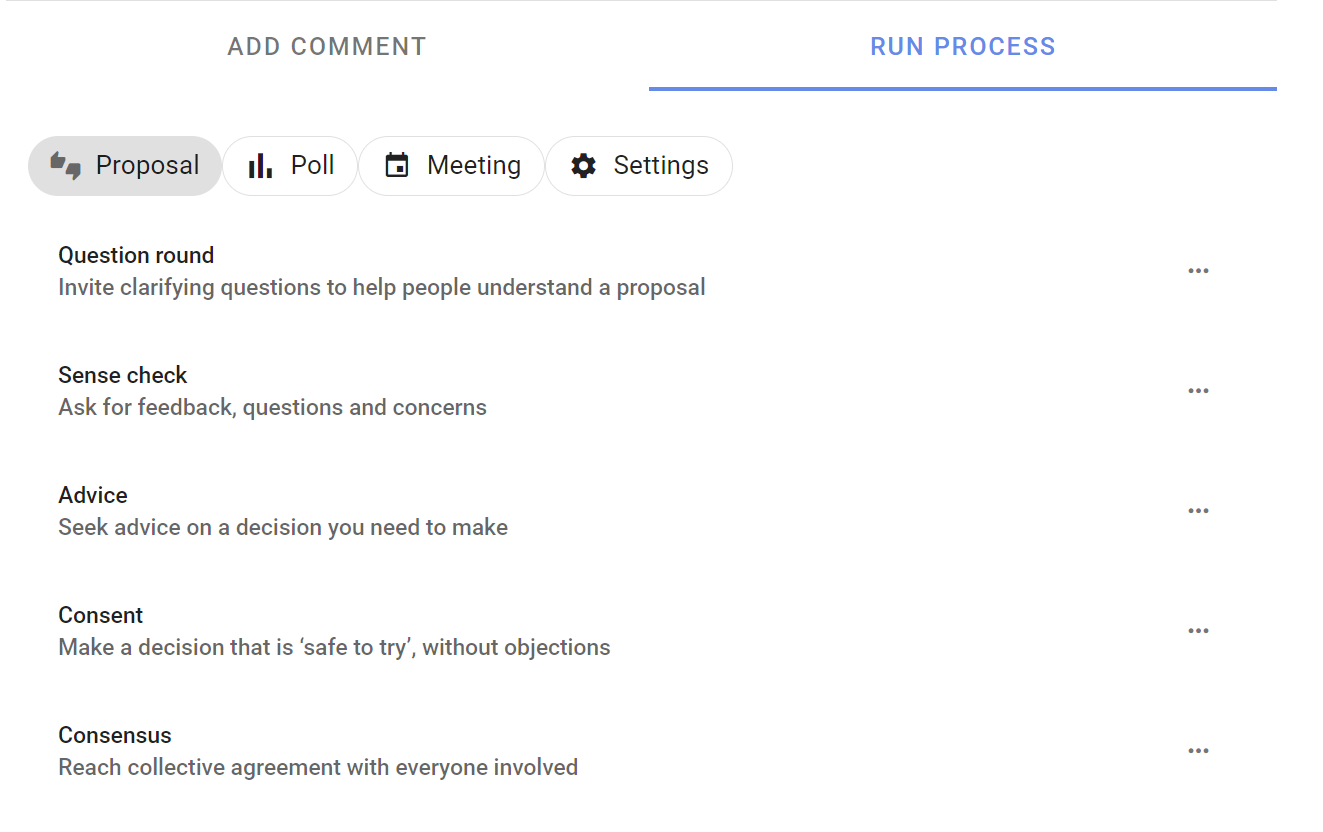 ADD COMMENT RUN PROCESS
Proposal Poll Meeting Settings
Question round
Invite clarifying questions to help people understand a proposal
Sense check
Ask for feedback, questions and concerns
Advice
Seek advice on a decision you need to make
Consent
Make a decision that is ‘safe to try’, without objections
Consensus
Reach collective agreement with everyone involved